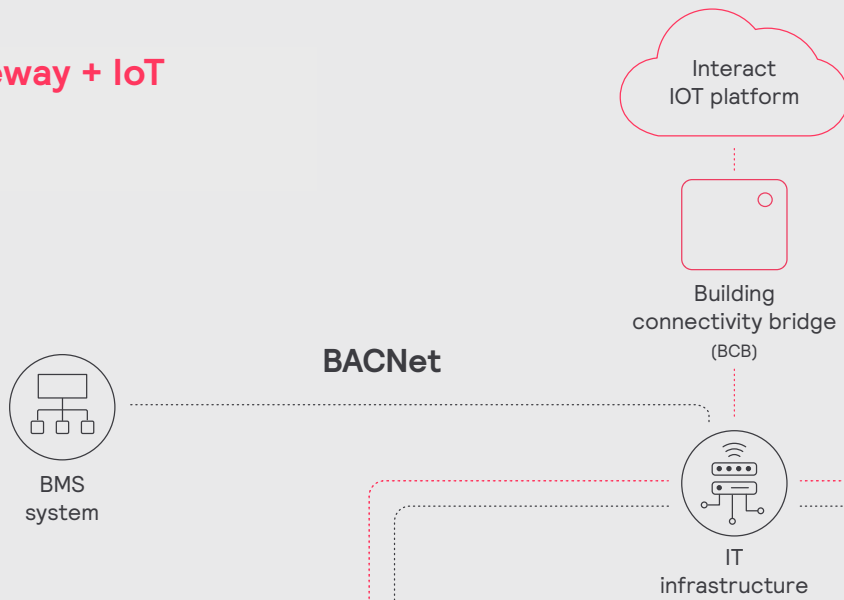 eway + IoT
Interact
IOT platform
Building
connectivity bridge
(BCB)
BACNet
BMS
system
IT
infrastructure